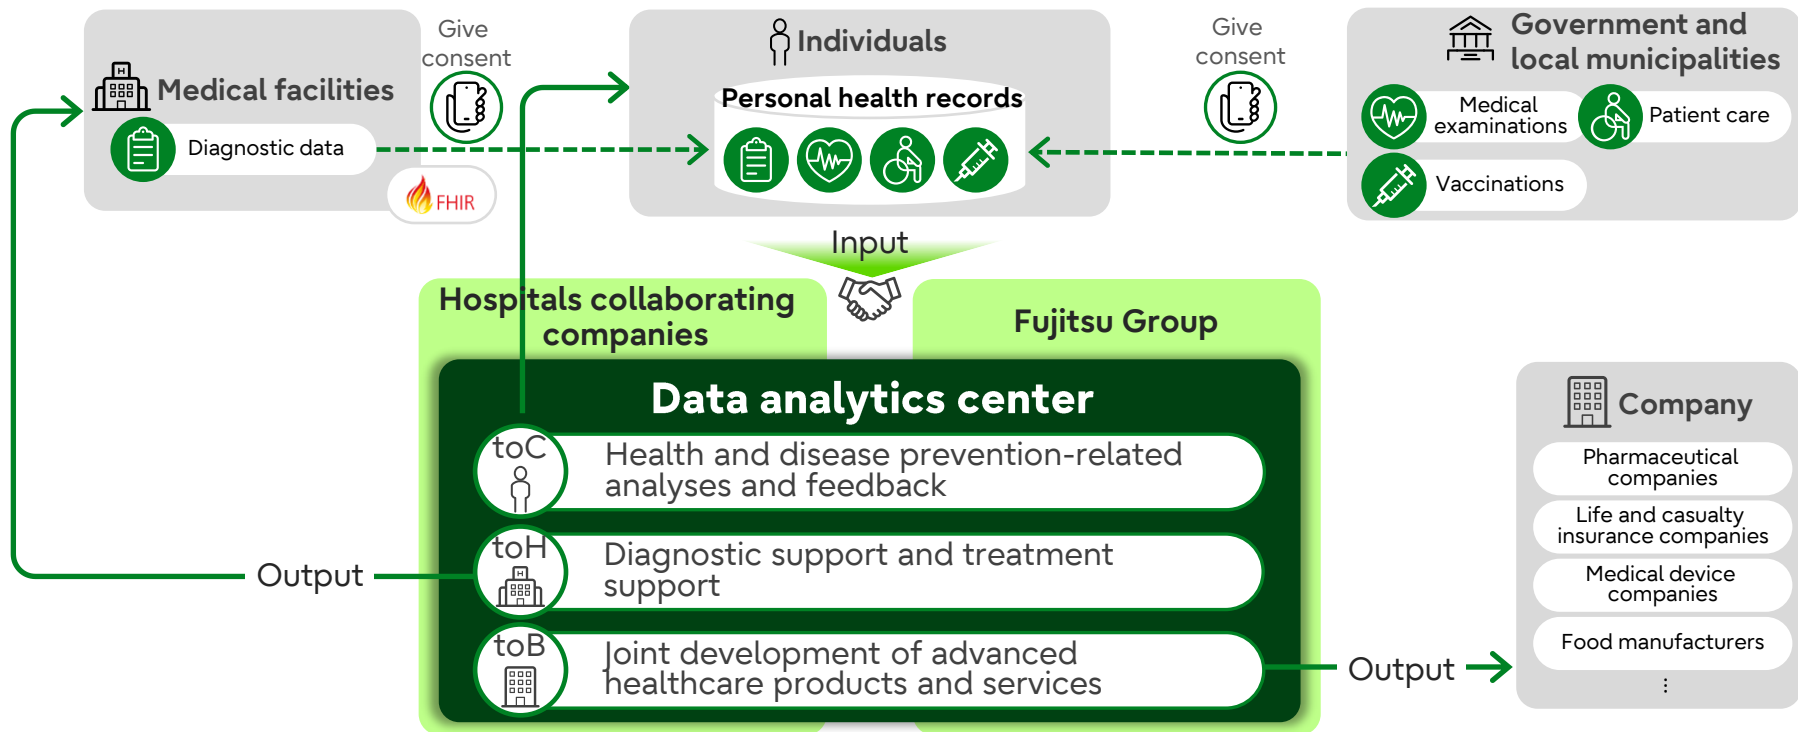 Give
consent
Medical facilities
Diagnostic data
FHIR
Individuals
Personal health records
Give
consent
Government and
local municipalities
Medical
examinations
Patient care
Vaccinations
Input
Hospitals collaborating
companies
Fujitsu Group
Data analytics center
toC
Health and disease prevention-related
analyses and feedback
toH
Diagnostic support and treatment
support
toB
Joint development of advanced
healthcare products and services
Output
Output
Company
Pharmaceutical
companies
Life and casualty
insurance companies
Medical device
companies
Food manufacturers
⋮